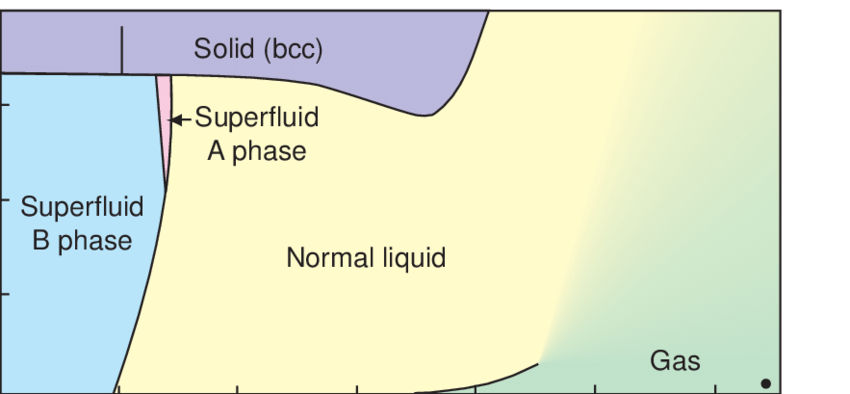 Solid (bcc)
Superfluid
A phase
Superfluid
B phase
Normal liquid
Gas